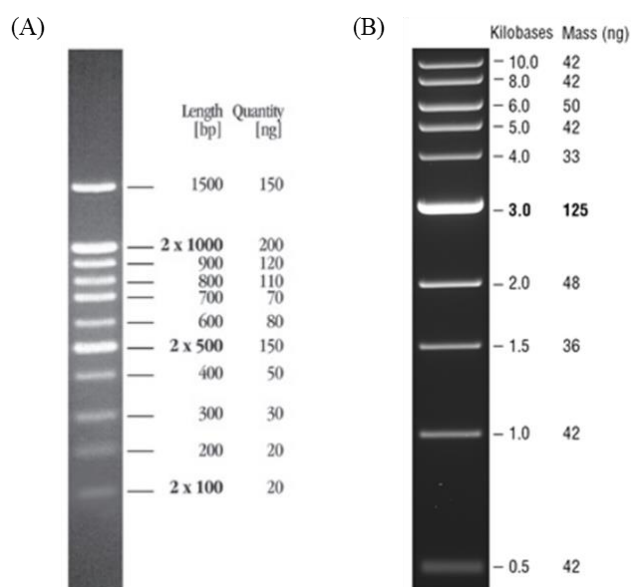 (A)
Length Quantity
[bp] [ng]
1500 150
2 x 1000 200
900 120
800 110
700 70
600 80
2 x 500 150
400 50
300 30
200 20
2 x 100 20
(B)
Kilobases Mass (ng)
10.0 42
8.0 42
6.0 50
5.0 42
4.0 33
3.0 125
2.0 48
1.5 36
1.0 42
0.5 42